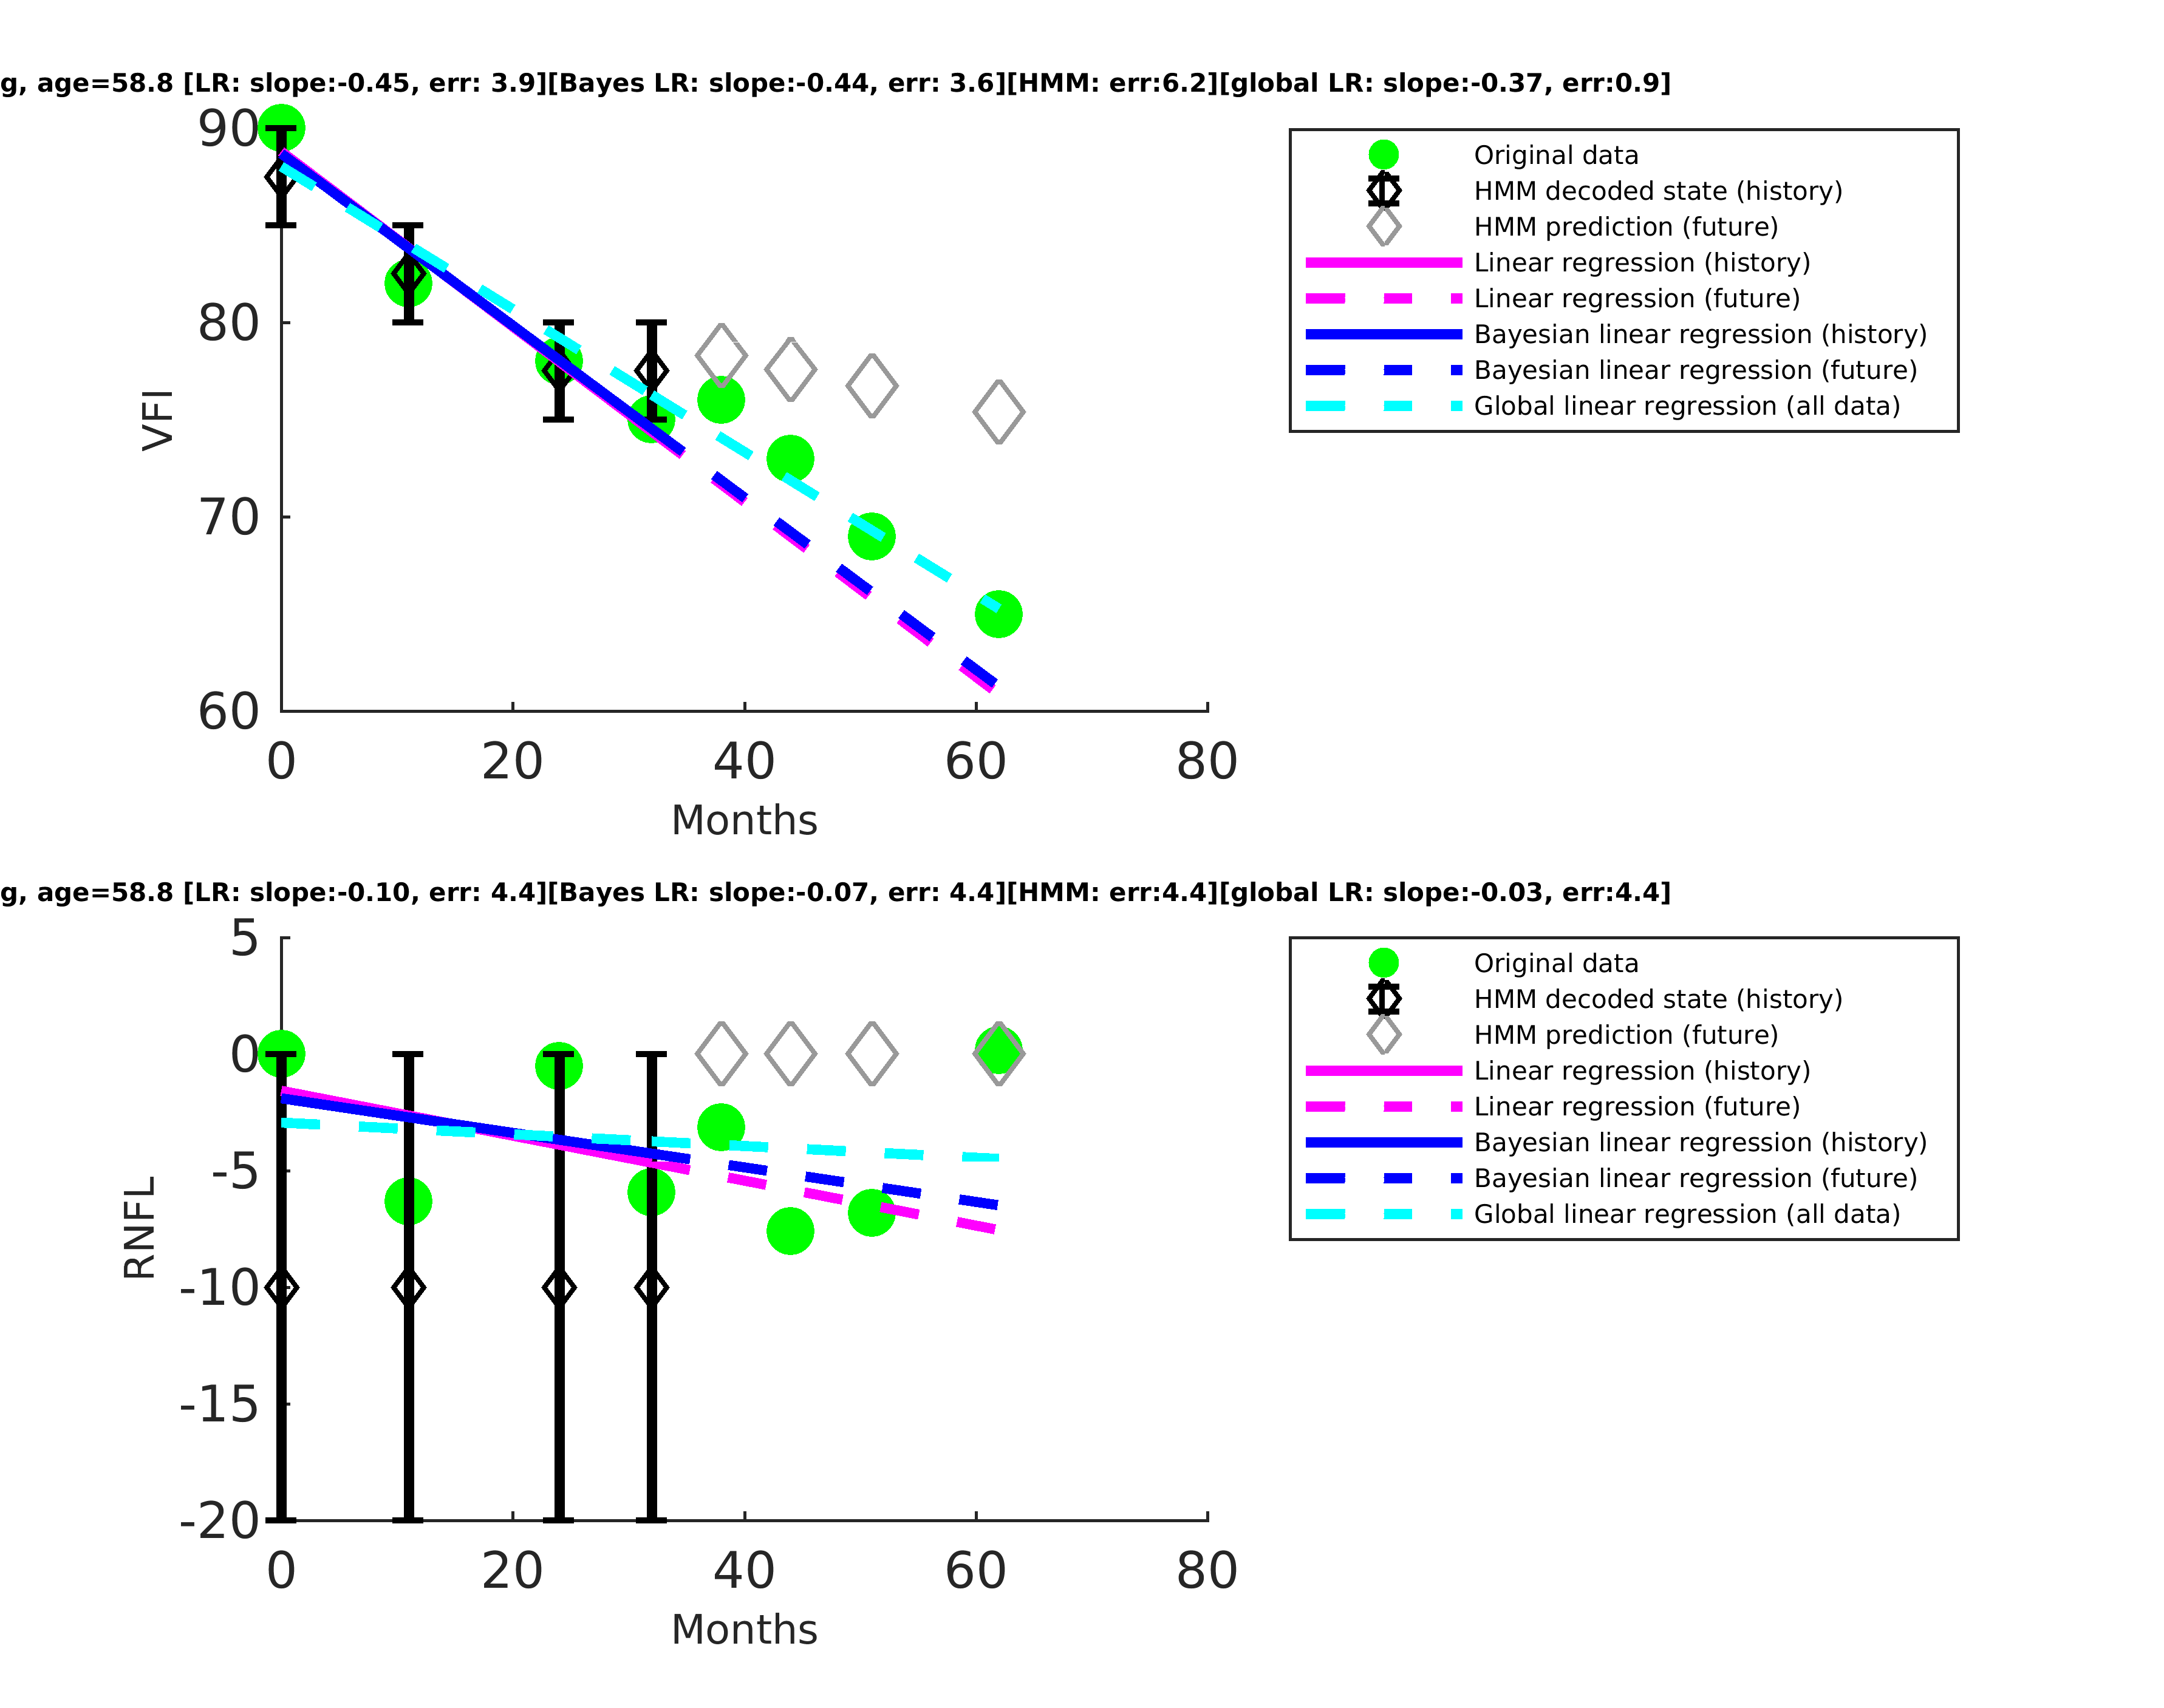 g, age=58.8 [LR: slope:-0.45, err: 3.9][Bayes LR: slope:-0.44, err: 3.6][HMM: err:6.2][global LR: slope:-0.37, err:0.9]
90
80
70
60
VFI
0 20 40 60 80
Months
Original data
HMM decoded state (history)
HMM prediction (future)
Linear regression (history)
Linear regression (future)
Bayesian linear regression (history)
Bayesian linear regression (future)
Global linear regression (all data)
g, age=58.8 [LR: slope:-0.10, err: 4.4][Bayes LR: slope:-0.07, err: 4.4][HMM: err:4.4][global LR: slope:-0.03, err:4.4]
5
0
-5
-10
-15
-20
RNFL
0 20 40 60 80
Months
Original data
HMM decoded state (history)
HMM prediction (future)
Linear regression (history)
Linear regression (future)
Bayesian linear regression (history)
Bayesian linear regression (future)
Global linear regression (all data)